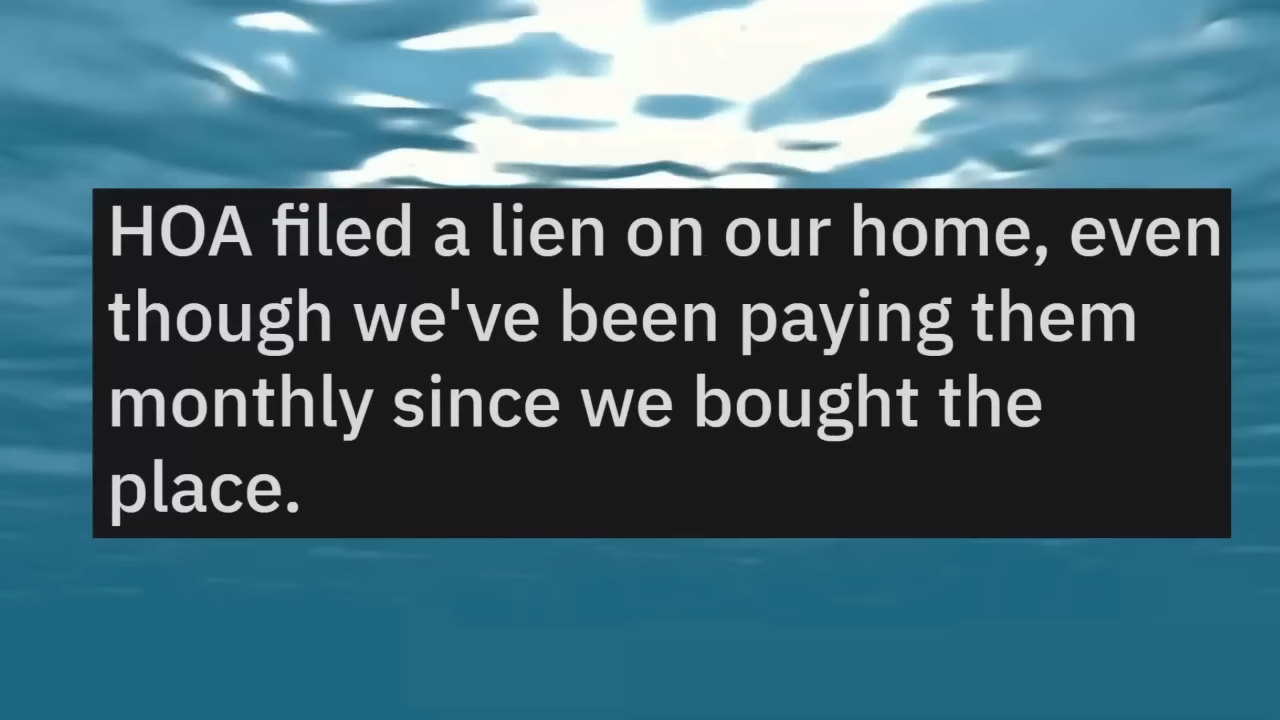 HOA filed a lien on our home, even
though we've been paying them
monthly since we bought the
place.